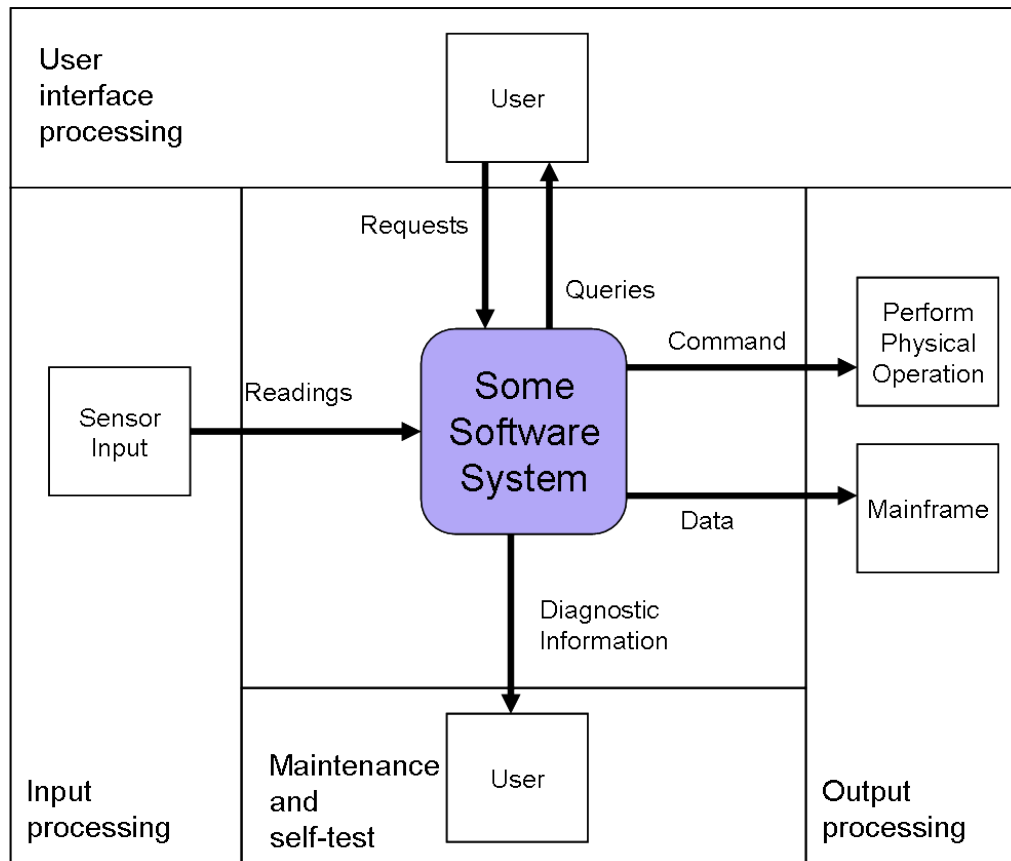 User
interface
processing
User
Requests
Queries
Command
Perform
Physical
Operation
Readings
Sensor
Input
Some
Software
System
Data
Mainframe
Diagnostic
Information
Input
processing
Maintenance
and
self-test
User
Output
processing